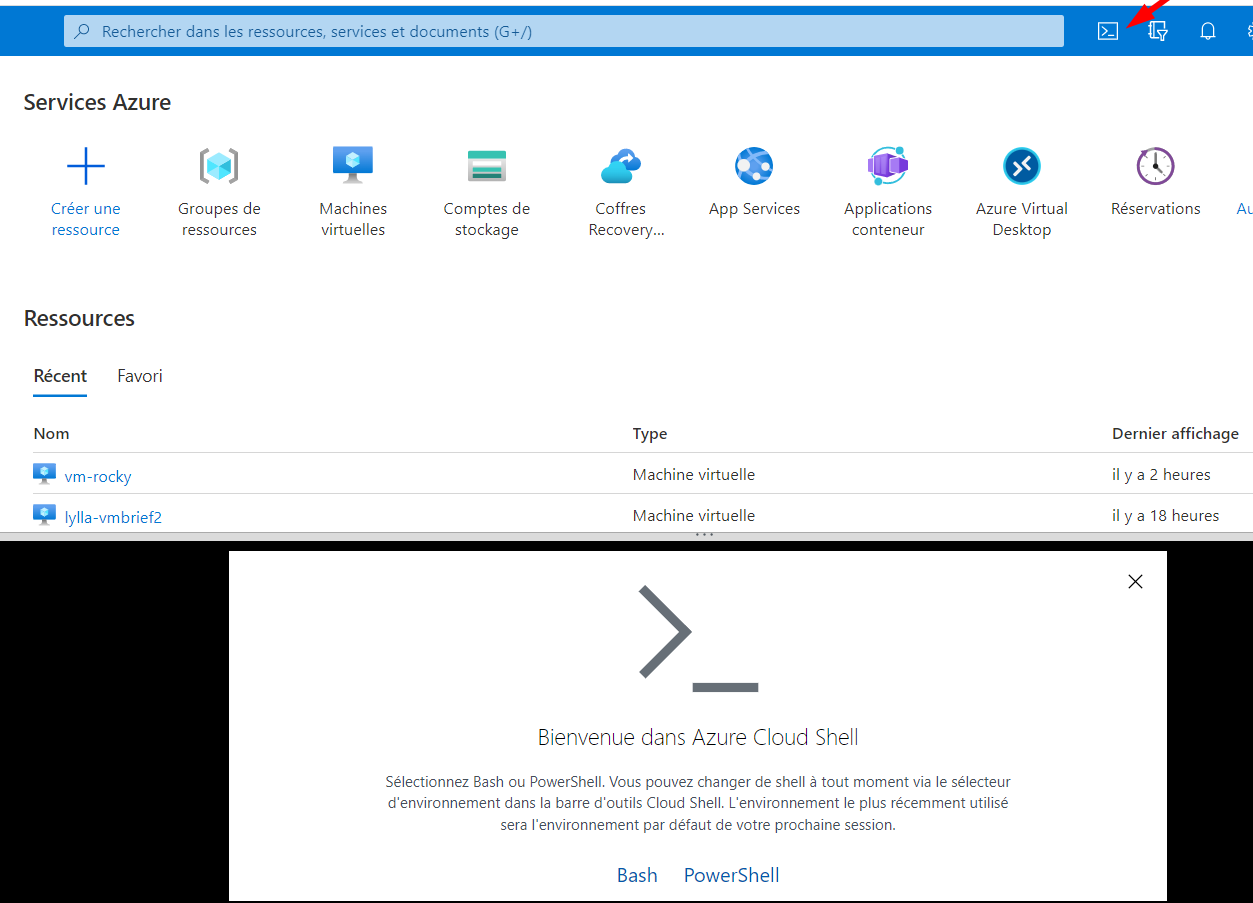 Rechercher dans les ressources, services et documents (G+/)
Services Azure
Créer une
ressource
Groupes de
ressources
Machines
virtuelles
Comptes de
stockage
Coffres
Recovery...
App Services
Applications
conteneur
Azure Virtual
Desktop
Réservations
Au
Ressources
Récent Favori
Nom Type Dernier affichage
vm-rocky Machine virtuelle il y a 2 heures
lylla-vmbrief2 Machine virtuelle il y a 18 heures
Bienvenue dans Azure Cloud Shell
Sélectionnez Bash ou PowerShell. Vous pouvez changer de shell à tout moment via le sélecteur
d'environnement dans la barre d'outils Cloud Shell. L'environnement le plus récemment utilisé
sera l'environnement par défaut de votre prochaine session.
Bash PowerShell